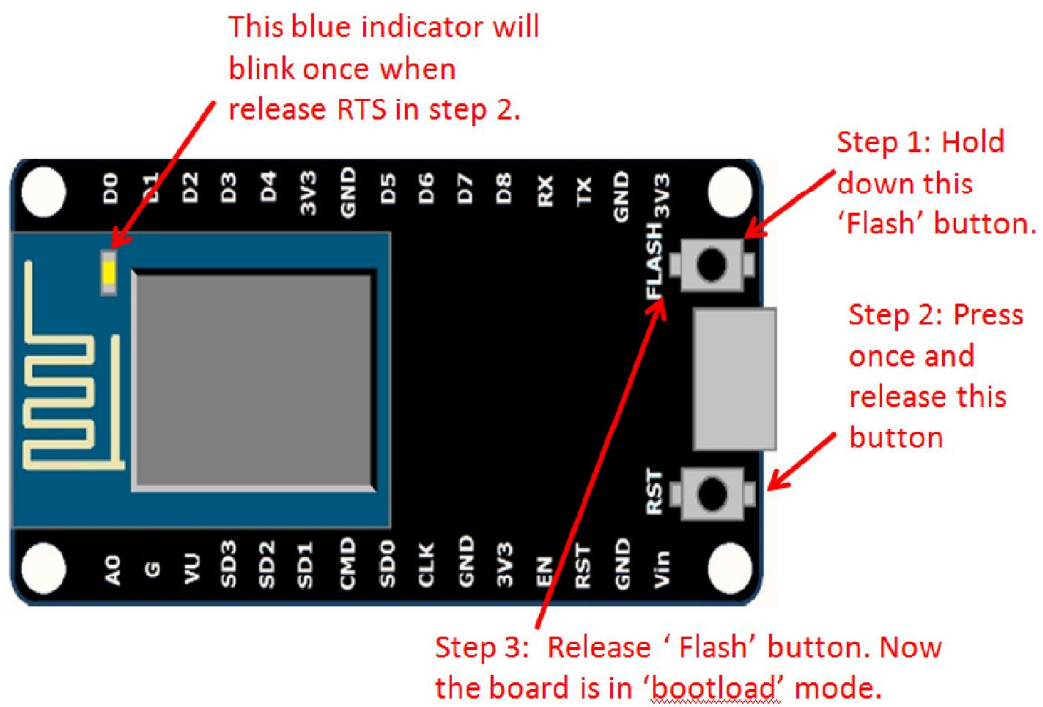 This blue indicator will
blink once when
release RTS in step 2.
Step 1: Hold
down this
‘Flash’ button.
D0 D1 D2 D3 D4 3V3 GND D5 D6 D7 D8 RX TX GND 3V3
FLASH
Step 2: Press
once and
release this
button
RST
A0 G VU SD3 SD2 SD1 CMD SD0 CLK GND 3V3 EN RST GND Vin
Step 3: Release ‘ Flash’ button. Now
the board is in ‘bootload’ mode.